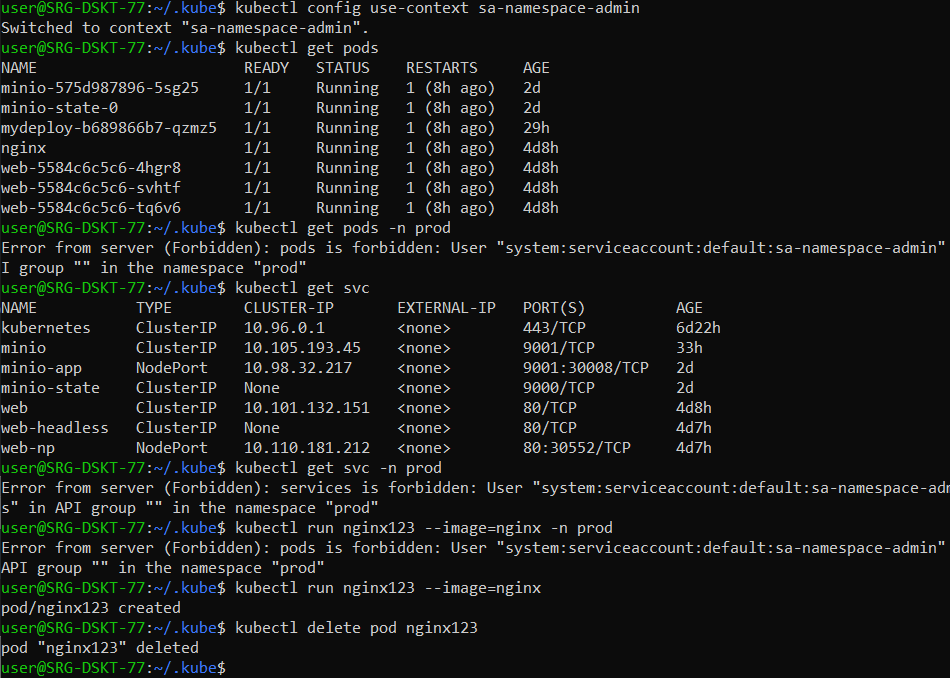 user@SRG-DSKT-77:~/.kube$ kubectl config use-context sa-namespace-admin
Switched to context "sa-namespace-admin".
user@SRG-DSKT-77:~/.kube$ kubectl get pods
NAME                       READY   STATUS    RESTARTS     AGE
minio-575d987896-5sg25     1/1     Running   1 (8h ago)   2d
minio-state-0              1/1     Running   1 (8h ago)   2d
mydeploy-b689866b7-qzmz5   1/1     Running   1 (8h ago)   29h
nginx                      1/1     Running   1 (8h ago)   4d8h
web-5584c6c5c6-4hgr8       1/1     Running   1 (8h ago)   4d8h
web-5584c6c5c6-svhtf       1/1     Running   1 (8h ago)   4d8h
web-5584c6c5c6-tq6v6       1/1     Running   1 (8h ago)   4d8h
user@SRG-DSKT-77:~/.kube$ kubectl get pods -n prod
Error from server (Forbidden): pods is forbidden: User "system:serviceaccount:default:sa-namespace-admin"
I group "" in the namespace "prod"
user@SRG-DSKT-77:~/.kube$ kubectl get svc
NAME           TYPE        CLUSTER-IP       EXTERNAL-IP   PORT(S)          AGE
kubernetes     ClusterIP   10.96.0.1        <none>        443/TCP          6d22h
minio          ClusterIP   10.105.193.45    <none>        9001/TCP         33h
minio-app      NodePort    10.98.32.217     <none>        9001:30008/TCP   2d
minio-state    ClusterIP   None             <none>        9000/TCP         2d
web            ClusterIP   10.101.132.151   <none>        80/TCP           4d8h
web-headless   ClusterIP   None             <none>        80/TCP           4d7h
web-np         NodePort    10.110.181.212   <none>        80:30552/TCP     4d7h
user@SRG-DSKT-77:~/.kube$ kubectl get svc -n prod
Error from server (Forbidden): services is forbidden: User "system:serviceaccount:default:sa-namespace-adm
s" in API group "" in the namespace "prod"
user@SRG-DSKT-77:~/.kube$ kubectl run nginx123 --image=nginx -n prod
Error from server (Forbidden): pods is forbidden: User "system:serviceaccount:default:sa-namespace-admin"
API group "" in the namespace "prod"
user@SRG-DSKT-77:~/.kube$ kubectl run nginx123 --image=nginx
pod/nginx123 created
user@SRG-DSKT-77:~/.kube$ kubectl delete pod nginx123
pod "nginx123" deleted
user@SRG-DSKT-77:~/.kube$